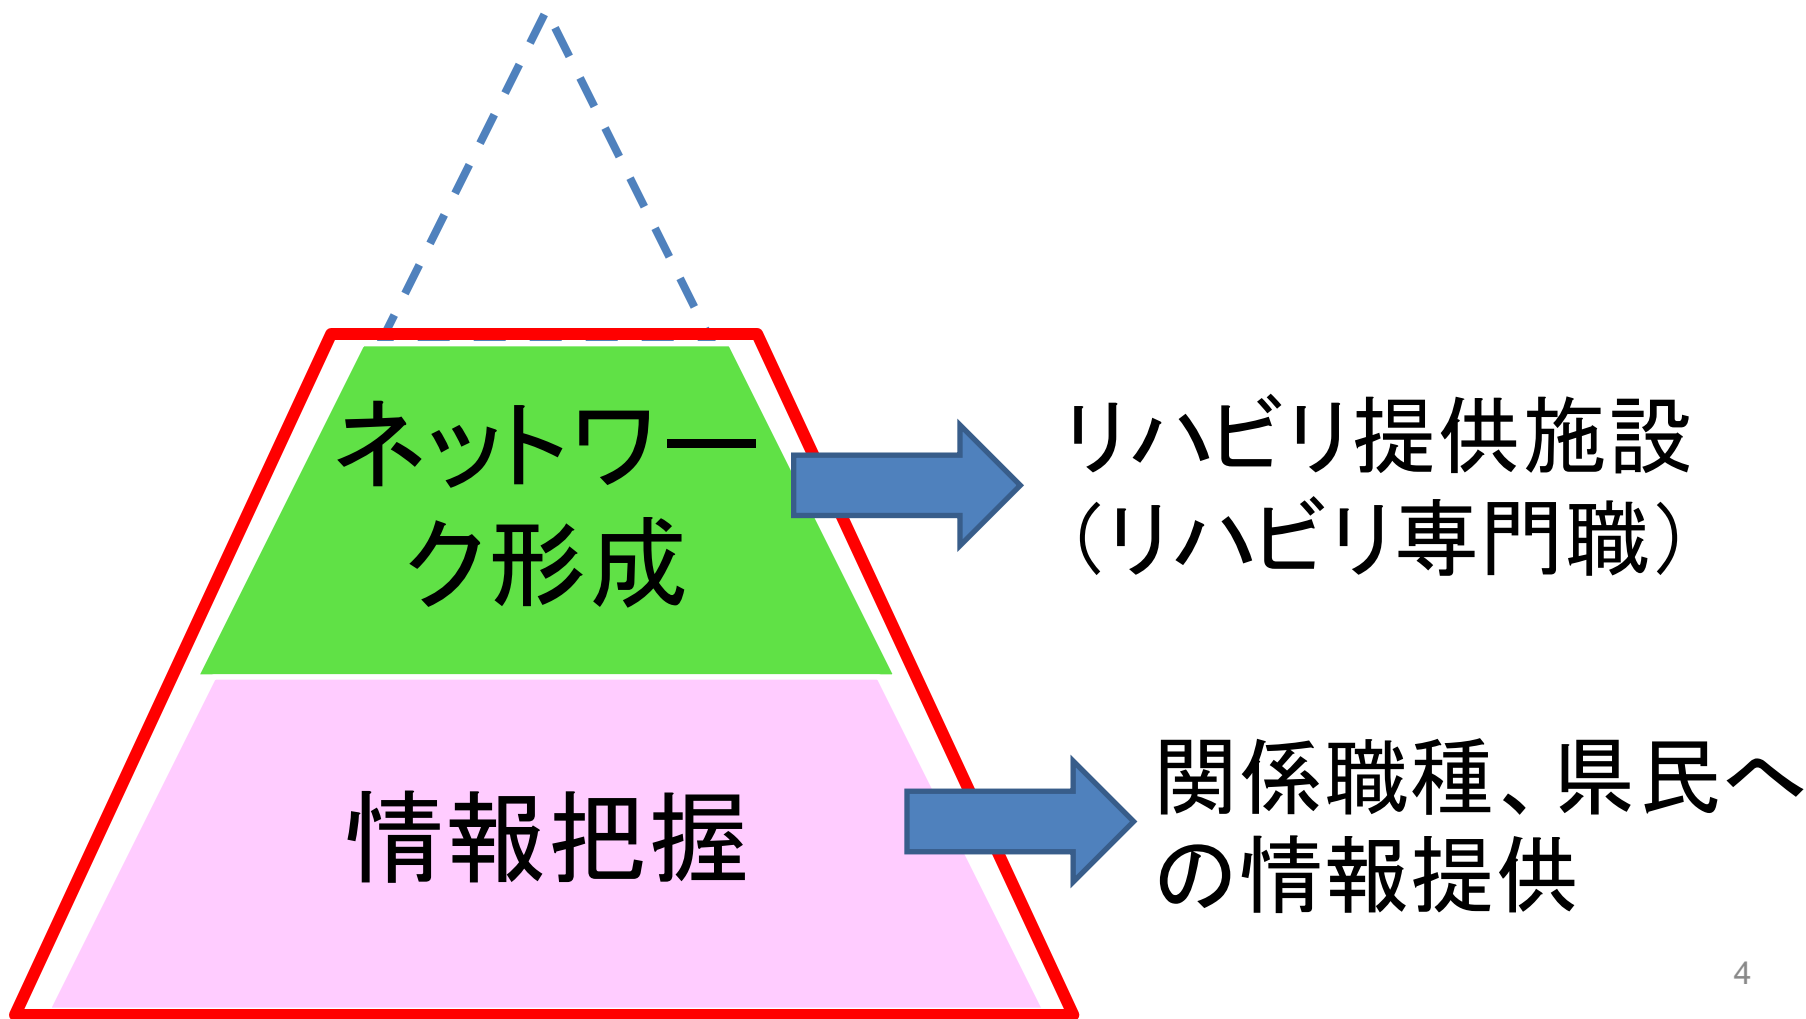 ネットワー
ク形成
リハビリ提供施設
（リハビリ専門職）
情報把握
関係職種、県民へ
の情報提供
4